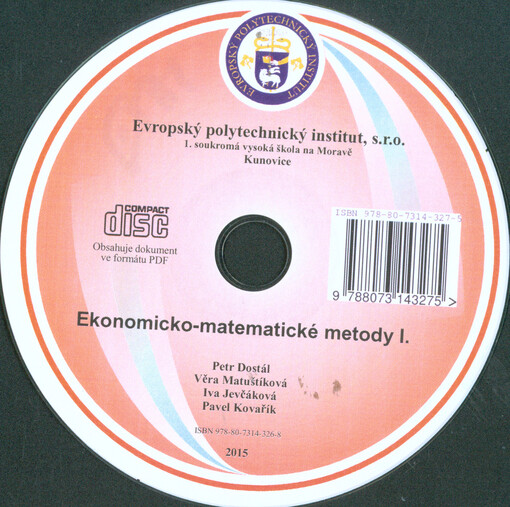 EVROPSKÝ POLYTECHNICKÝ INSTITUT
Evropský polytechnický institut, s.r.o.
1. soukromá vysoká škola na Moravě
Kunovice
COMPACT
disc
Obsahuje dokument
ve formátu PDF
ISBN 978-80-7314-327-5
9 788073 143275 >
Ekonomicko-matematické metody I.
Petr Dostál
Věra Matuštíková
Iva Jevčáková
Pavel Kovařík
ISBN 978-80-7314-326-8
2015